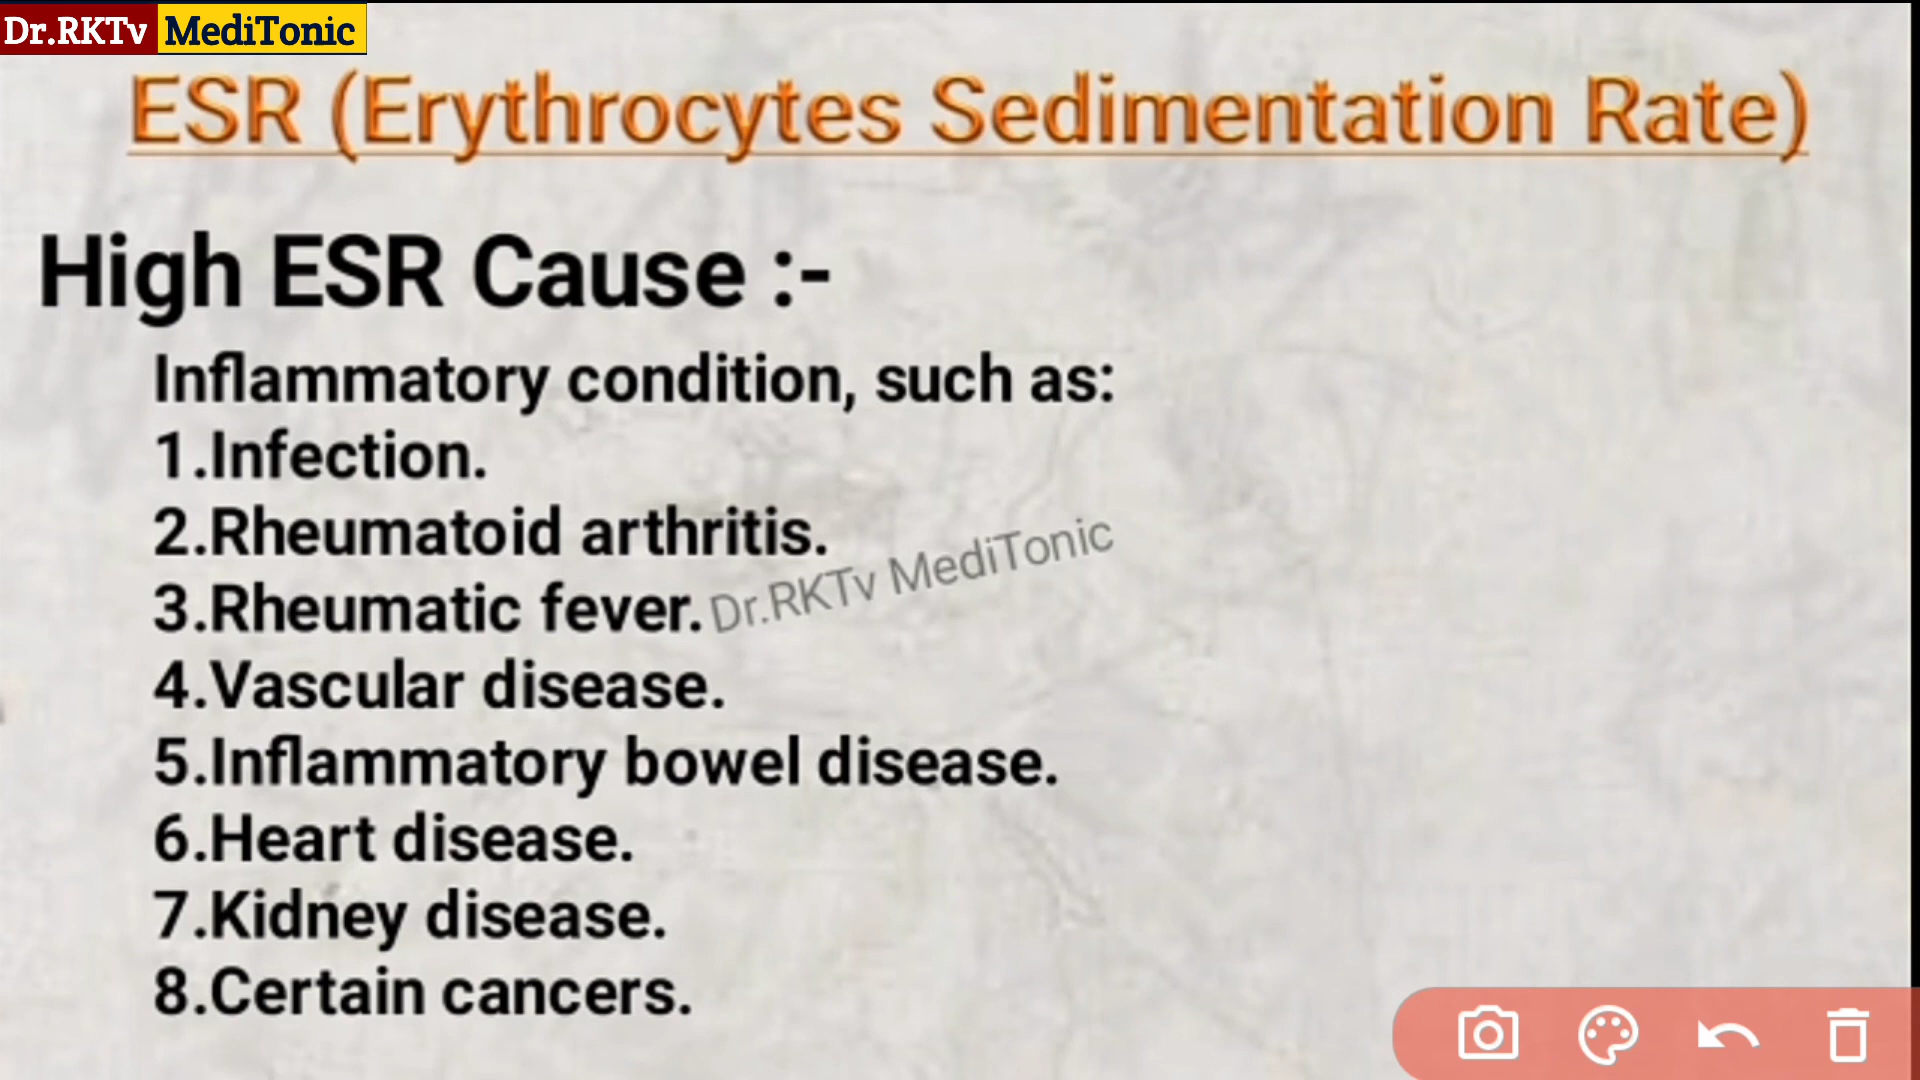 Dr.RKTv MediTonic
ESR (Erythrocytes Sedimentation Rate)
High ESR Cause :-
Inflammatory condition, such as:
1.Infection.
2.Rheumatoid arthritis.
3.Rheumatic fever.
Dr.RKTv MediTonic
4.Vascular disease.
5.Inflammatory bowel disease.
6.Heart disease.
7.Kidney disease.
8.Certain cancers.